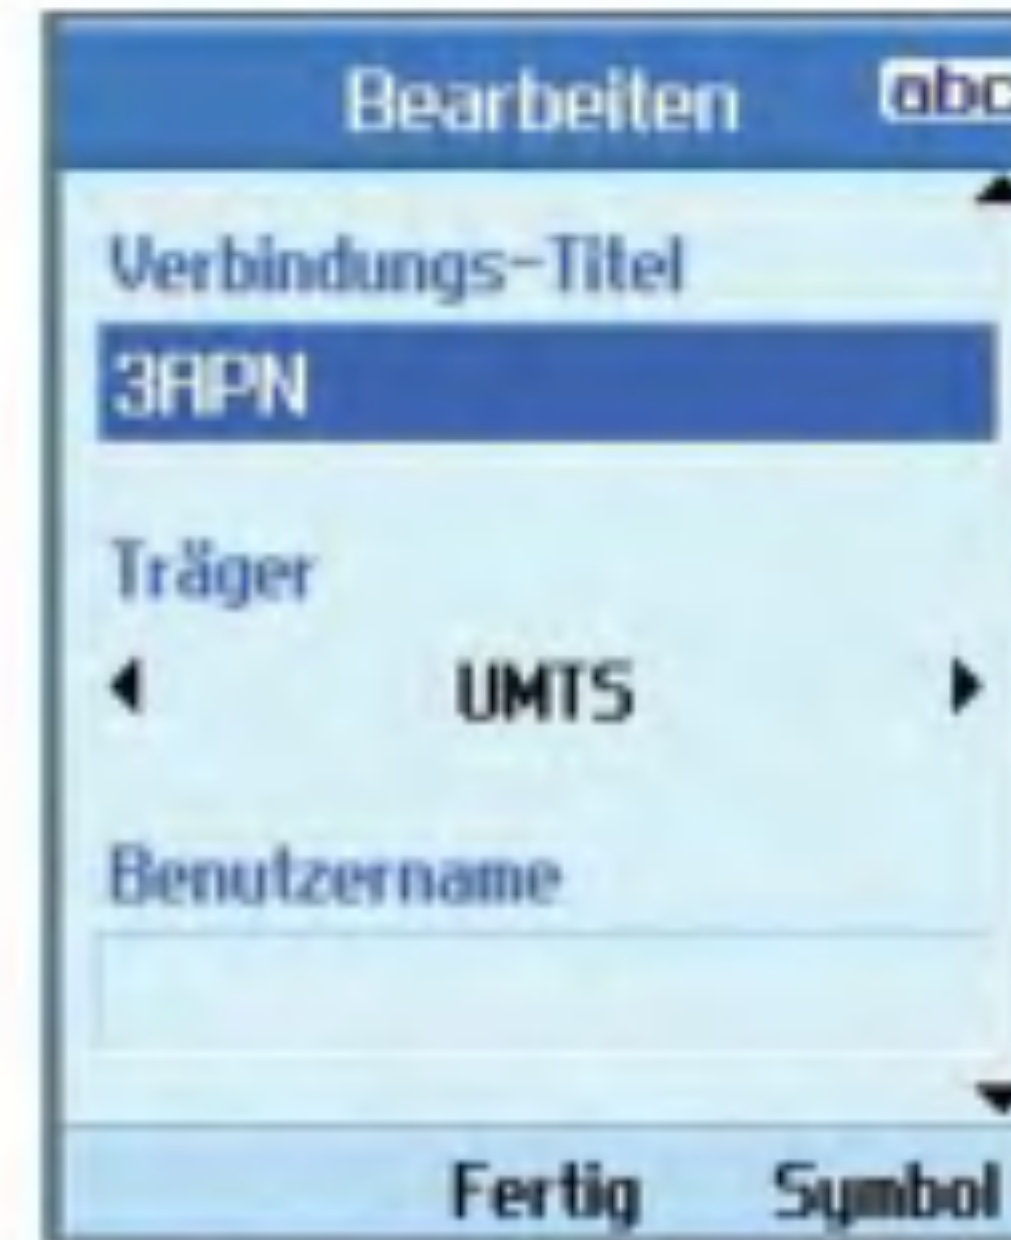 Bearbeiten abc
Verbindungs-Titel
3APN
Träger
UMTS
Benutzername
Fertig Symbol